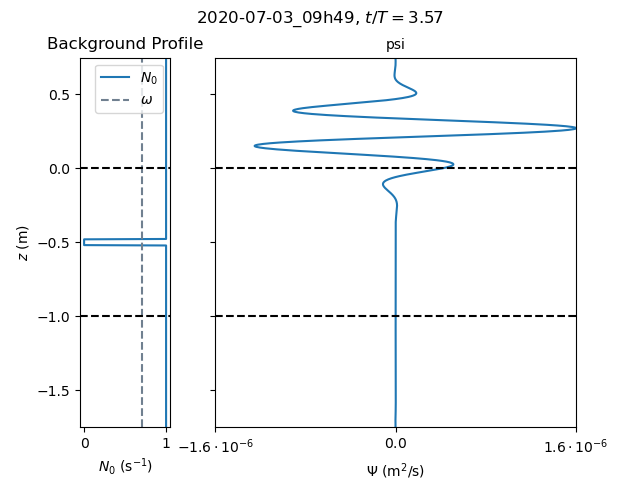 2020-07-03_09h49, t/T = 3.57
Background Profile
psi
N₀
ω
z (m)
0.5
0.0
−0.5
−1.0
−1.5
0
1
N₀ (s⁻¹)
−1.6 · 10⁻⁶
0.0
1.6 · 10⁻⁶
Ψ (m²/s)